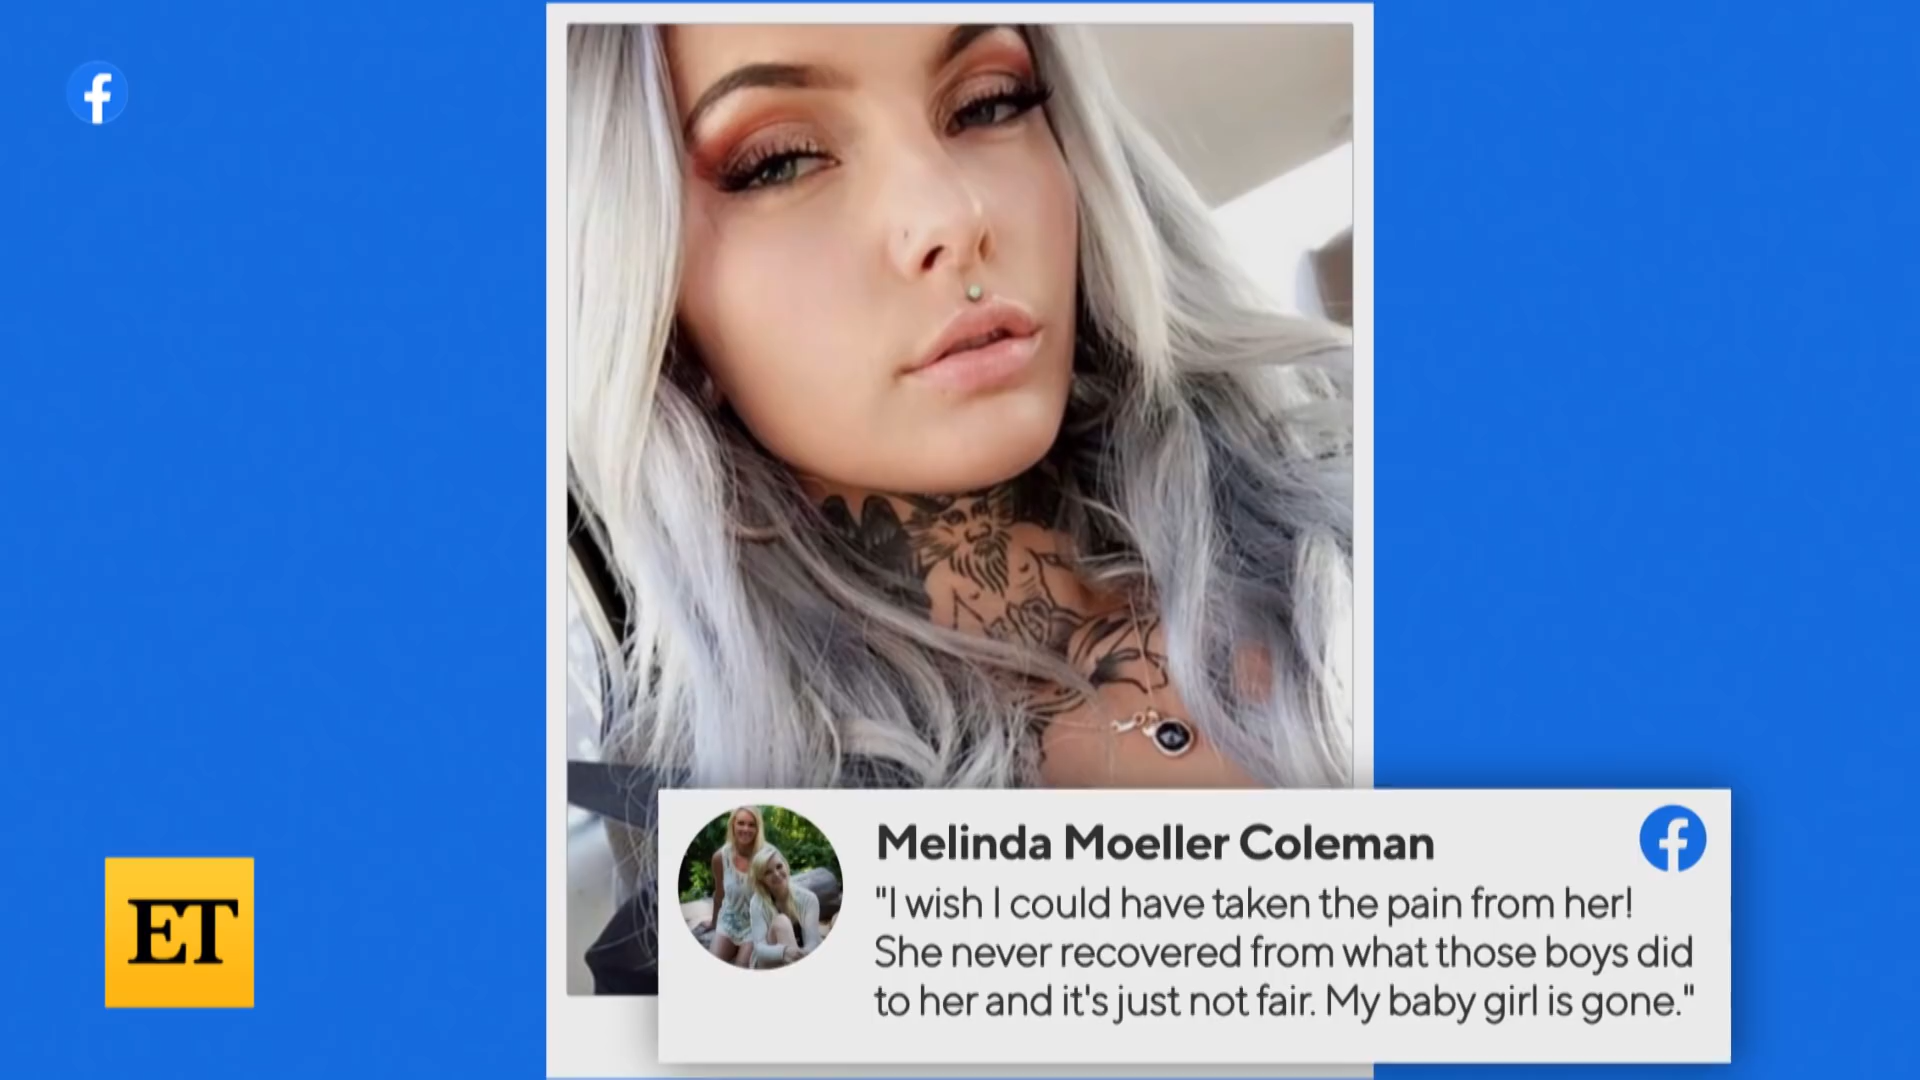 Melinda Moeller Coleman
"I wish I could have taken the pain from her!
She never recovered from what those boys did
to her and it's just not fair. My baby girl is gone."
ET